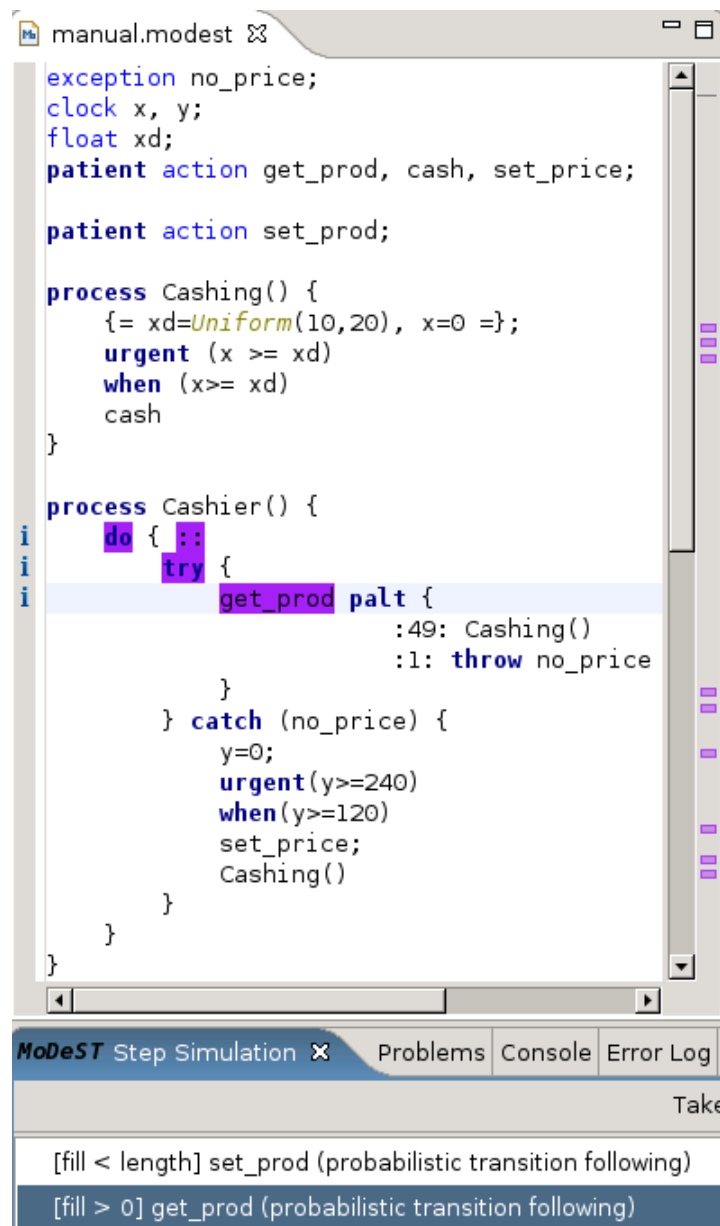 manual.modest
exception no_price;
clock x, y;
float xd;
patient action get_prod, cash, set_price;
patient action set_prod;
process Cashing() {
{= xd=Uniform(10,20), x=0 =};
urgent (x >= xd)
when (x>= xd)
cash
}
process Cashier() {
do { ::
try {
get_prod palt {
:49: Cashing()
:1: throw no_price
}
} catch (no_price) {
y=0;
urgent(y>=240)
when(y>=120)
set_price;
Cashing()
}
}
}
MoDeST Step Simulation Problems Console Error Log
Take
[fill < length] set_prod (probabilistic transition following)
[fill > 0] get_prod (probabilistic transition following)